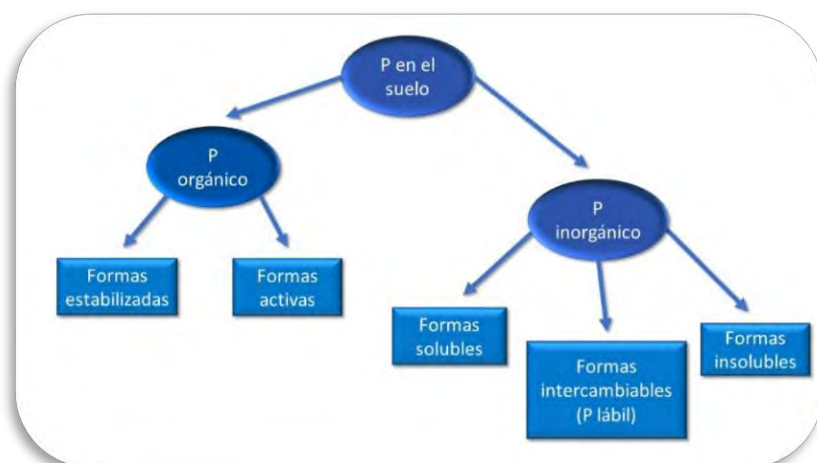 P en el
suelo
P
orgánico
P
inorgánico
Formas
estabilizadas
Formas
activas
Formas
solubles
Formas
intercambiables
(P lábil)
Formas
insolubles